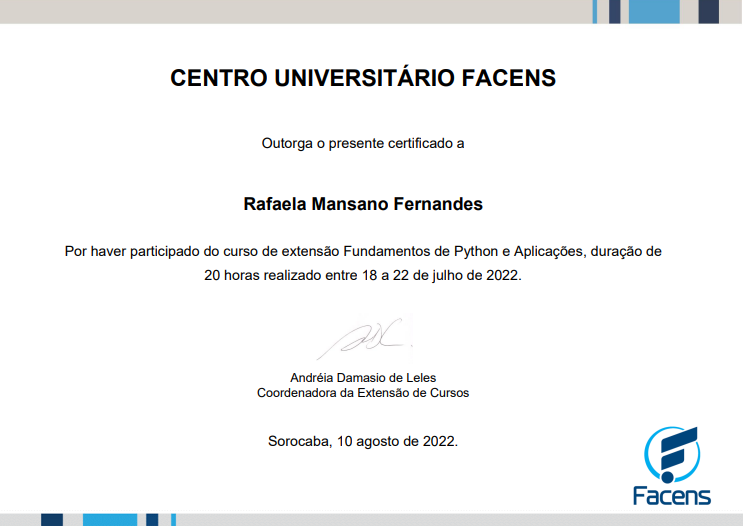 CENTRO UNIVERSITÁRIO FACENS
Outorga o presente certificado a
Rafaela Mansano Fernandes
Por haver participado do curso de extensão Fundamentos de Python e Aplicações, duração de
20 horas realizado entre 18 a 22 de julho de 2022.
Andréia Damasio de Leles
Coordenadora da Extensão de Cursos
Sorocaba, 10 agosto de 2022.
Facens